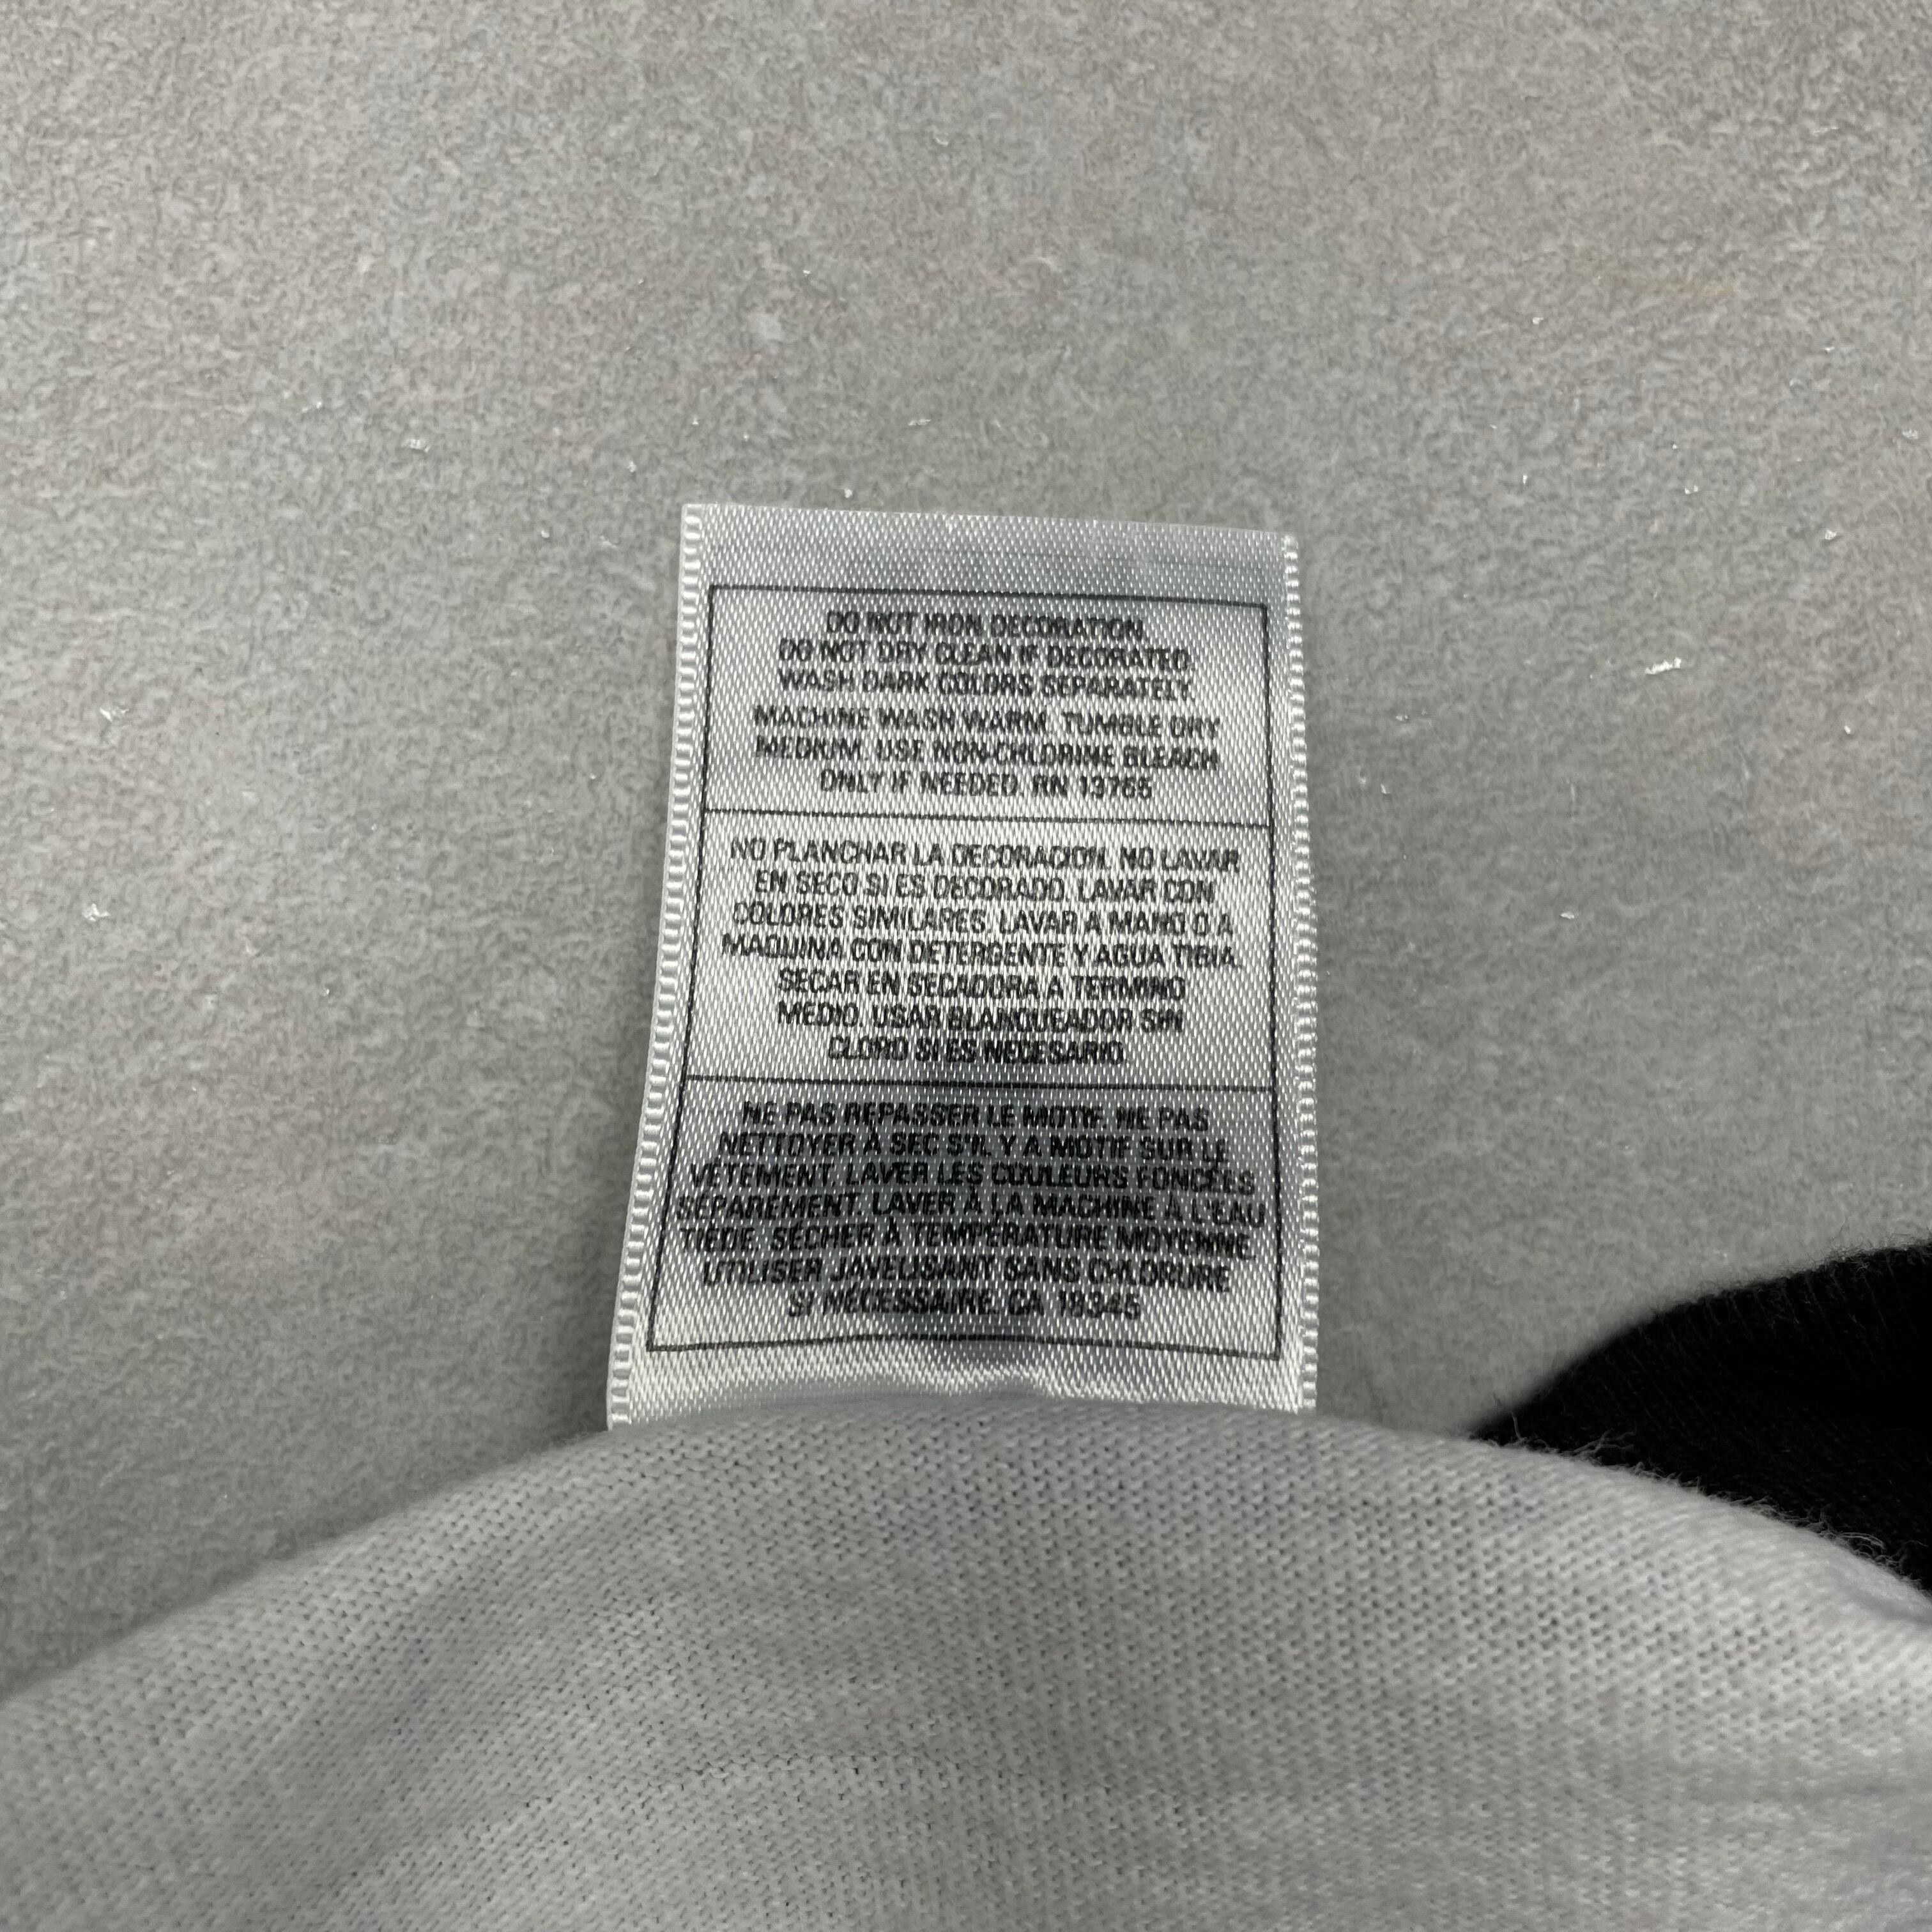 DO NOT IRON DECORATION.
DO NOT DRY CLEAN IF DECORATED.
WASH DARK COLORS SEPARATELY.
MACHINE WASH WARM. TUMBLE DRY
MEDIUM. USE NON-CHLORINE BLEACH
ONLY IF NEEDED. RN 13765
NO PLANCHAR LA DECORACION. NO LAVAR
EN SECO SI ES DECORADO. LAVAR CON
COLORES SIMILARES. LAVAR A MANO O A
MAQUINA CON DETERGENTE Y AGUA TIBIA.
SECAR EN SECADORA A TERMINO
MEDIO. USAR BLANQUEADOR SIN
CLORO SI ES NECESARIO.
NE PAS REPASSER LE MOTIF. NE PAS
NETTOYER À SEC S'IL Y A MOTIF SUR LE
VÊTEMENT. LAVER LES COULEURS FONCÉES
SÉPARÉMENT. LAVER À LA MACHINE À L'EAU
TIÈDE. SÉCHER À TEMPÉRATURE MOYENNE
UTILISER JAVELISANT SANS CHLORURE
SI NÉCESSAIRE. CA 19345